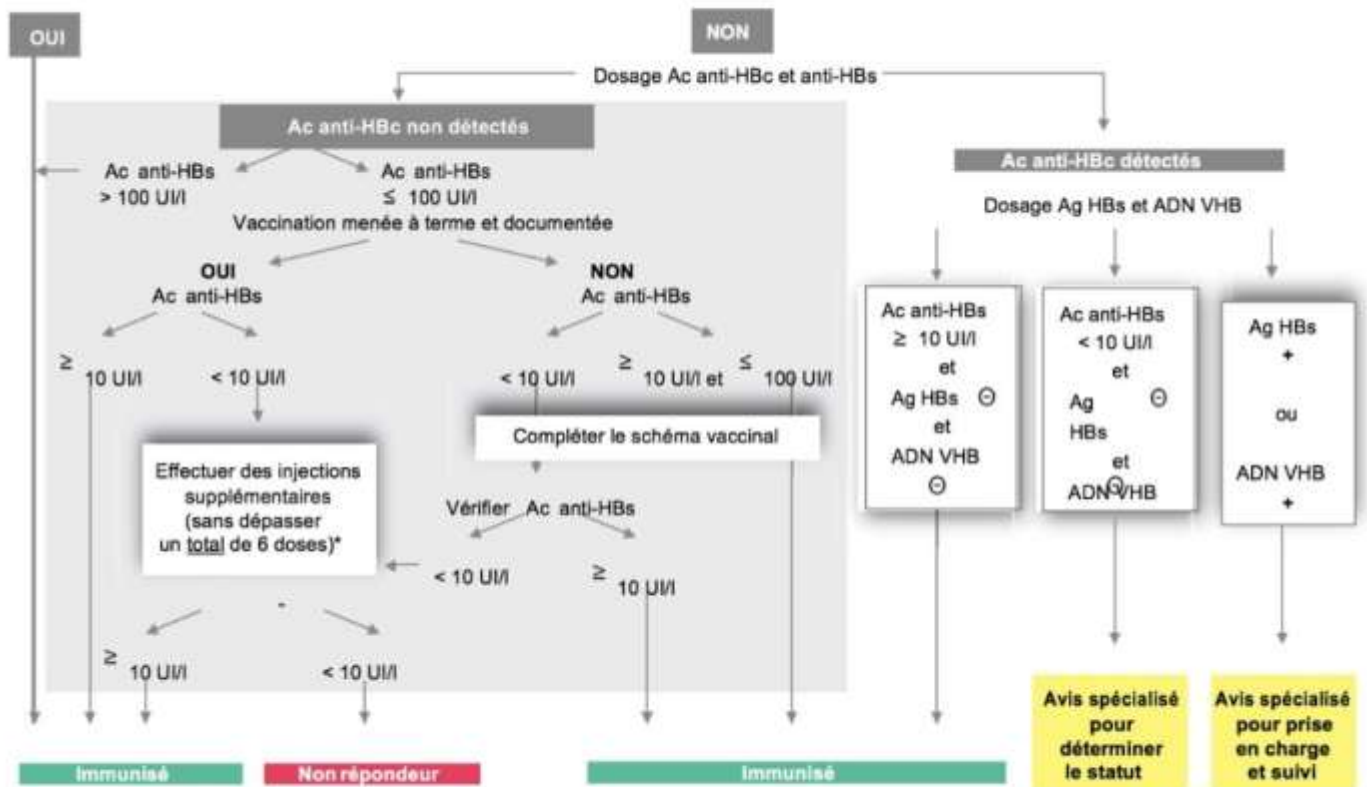 OUI
NON
Dosage Ac anti-HBc et anti-HBs
Ac anti-HBc non détectés
Ac anti-HBc détectés
Ac anti-HBs
> 100 UI/l
Ac anti-HBs
≤ 100 UI/l
Vaccination menée à terme et documentée
Dosage Ag HBs et ADN VHB
OUI
Ac anti-HBs
NON
Ac anti-HBs
≥
10 UI/l
< 10 UI/l
< 10 UI/l
≥
10 UI/l et
≤
100 UI/l
Compléter le schéma vaccinal
Effectuer des injections
supplémentaires
(sans dépasser
un total de 6 doses)*
Vérifier Ac anti-HBs
< 10 UI/l
≥
10 UI/l
-
≥
10 UI/l
< 10 UI/l
Ac anti-HBs
≥ 10 UI/l
et
Ag HBs ⊖
et
ADN VHB
⊖
Ac anti-HBs
< 10 UI/l
et
Ag ⊖
HBs
et
ADN VHB
⊖
Ag HBs
+
ou
ADN VHB
+
Immunisé
Non répondeur
Immunisé
Avis spécialisé
pour
déterminer
le statut
Avis spécialisé
pour prise
en charge
et suivi